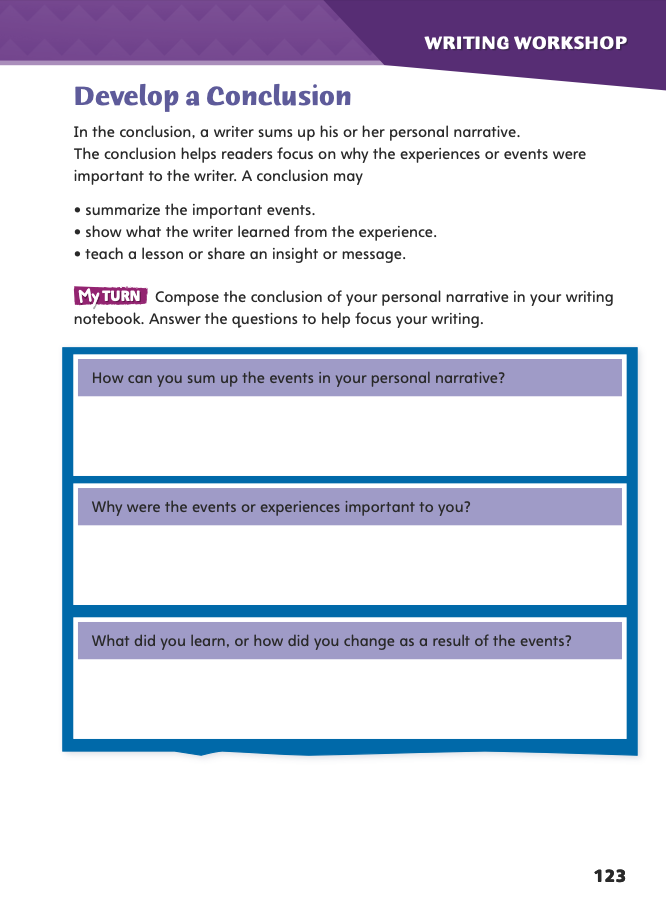 WRITING WORKSHOP
Develop a Conclusion
In the conclusion, a writer sums up his or her personal narrative.
The conclusion helps readers focus on why the experiences or events were
important to the writer. A conclusion may
• summarize the important events.
• show what the writer learned from the experience.
• teach a lesson or share an insight or message.
My TURN Compose the conclusion of your personal narrative in your writing
notebook. Answer the questions to help focus your writing.
How can you sum up the events in your personal narrative?
Why were the events or experiences important to you?
What did you learn, or how did you change as a result of the events?
123